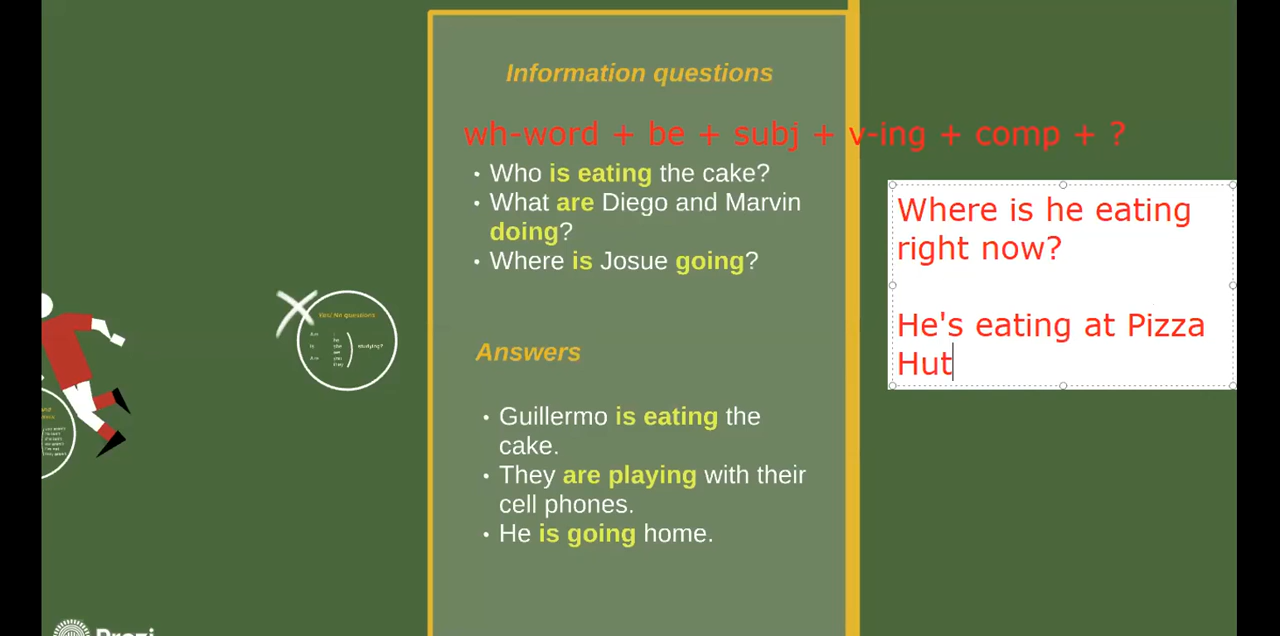 Information questions
wh-word + be + subj + v-ing + comp + ?
• Who is eating the cake?
• What are Diego and Marvin
doing?
• Where is Josue going?
Where is he eating
right now?
He's eating at Pizza
Hut
Yes/ No questions
studying?
Answers
• Guillermo is eating the
cake.
• They are playing with their
cell phones.
• He is going home.
Prezi